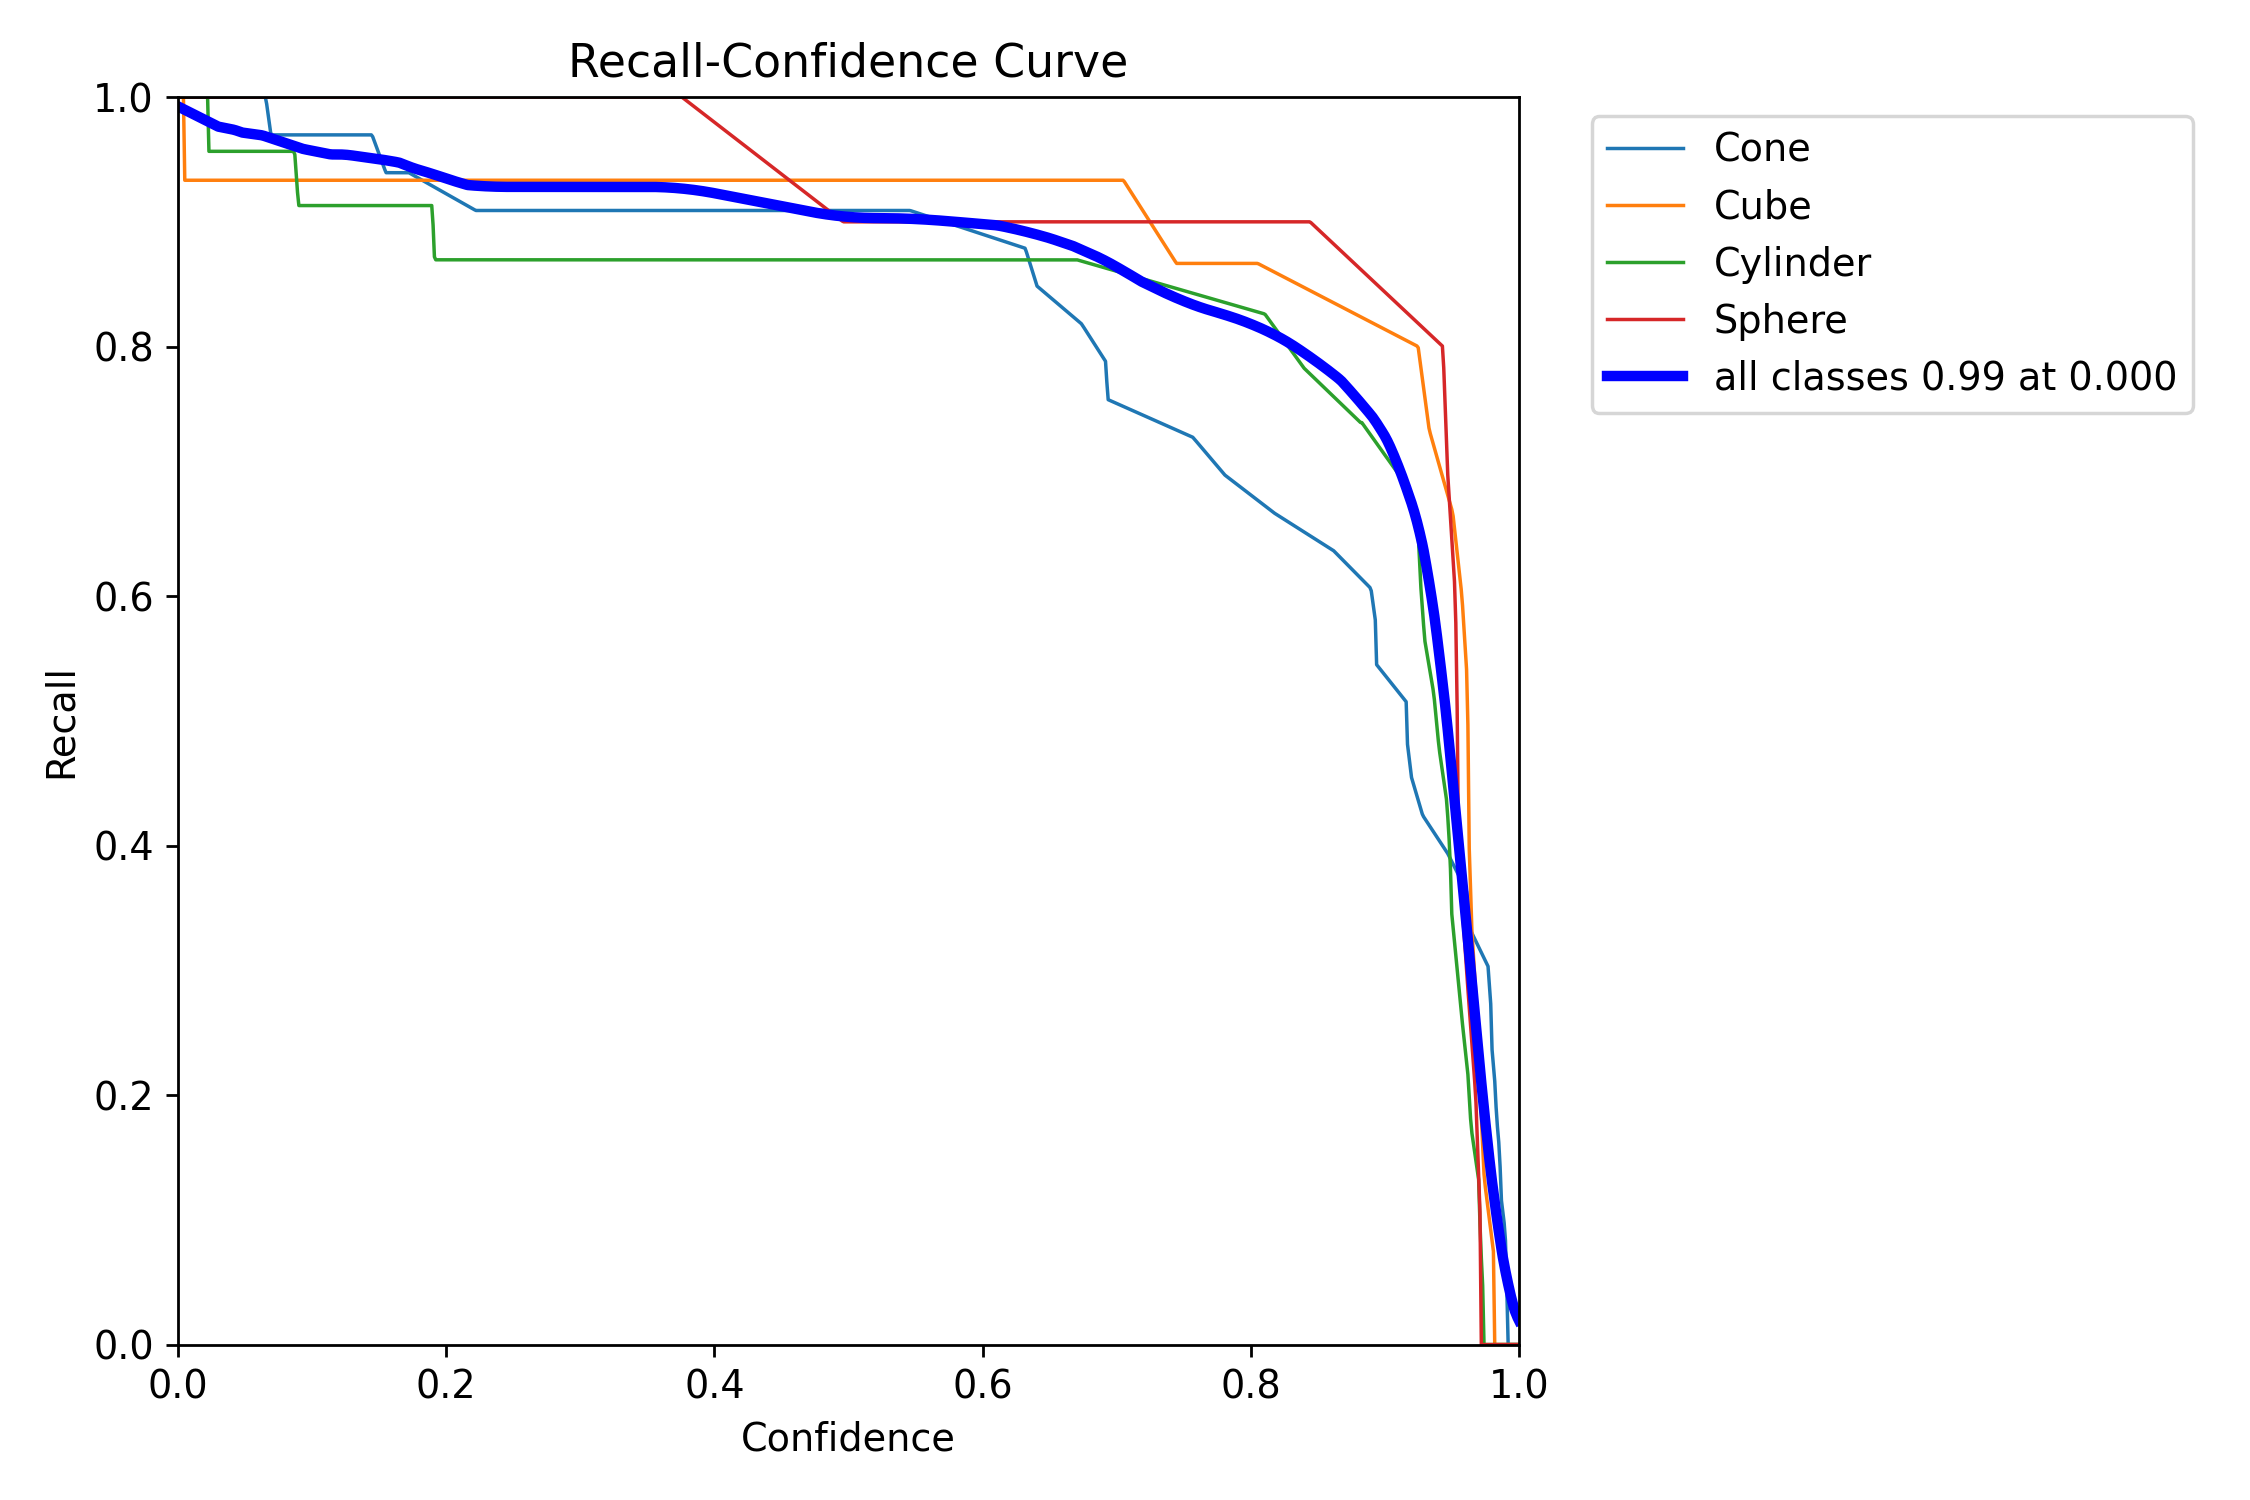 Recall-Confidence Curve
1.0
0.8
0.6
0.4
0.2
0.0
Recall
0.0 0.2 0.4 0.6 0.8 1.0
Confidence
Cone
Cube
Cylinder
Sphere
all classes 0.99 at 0.000